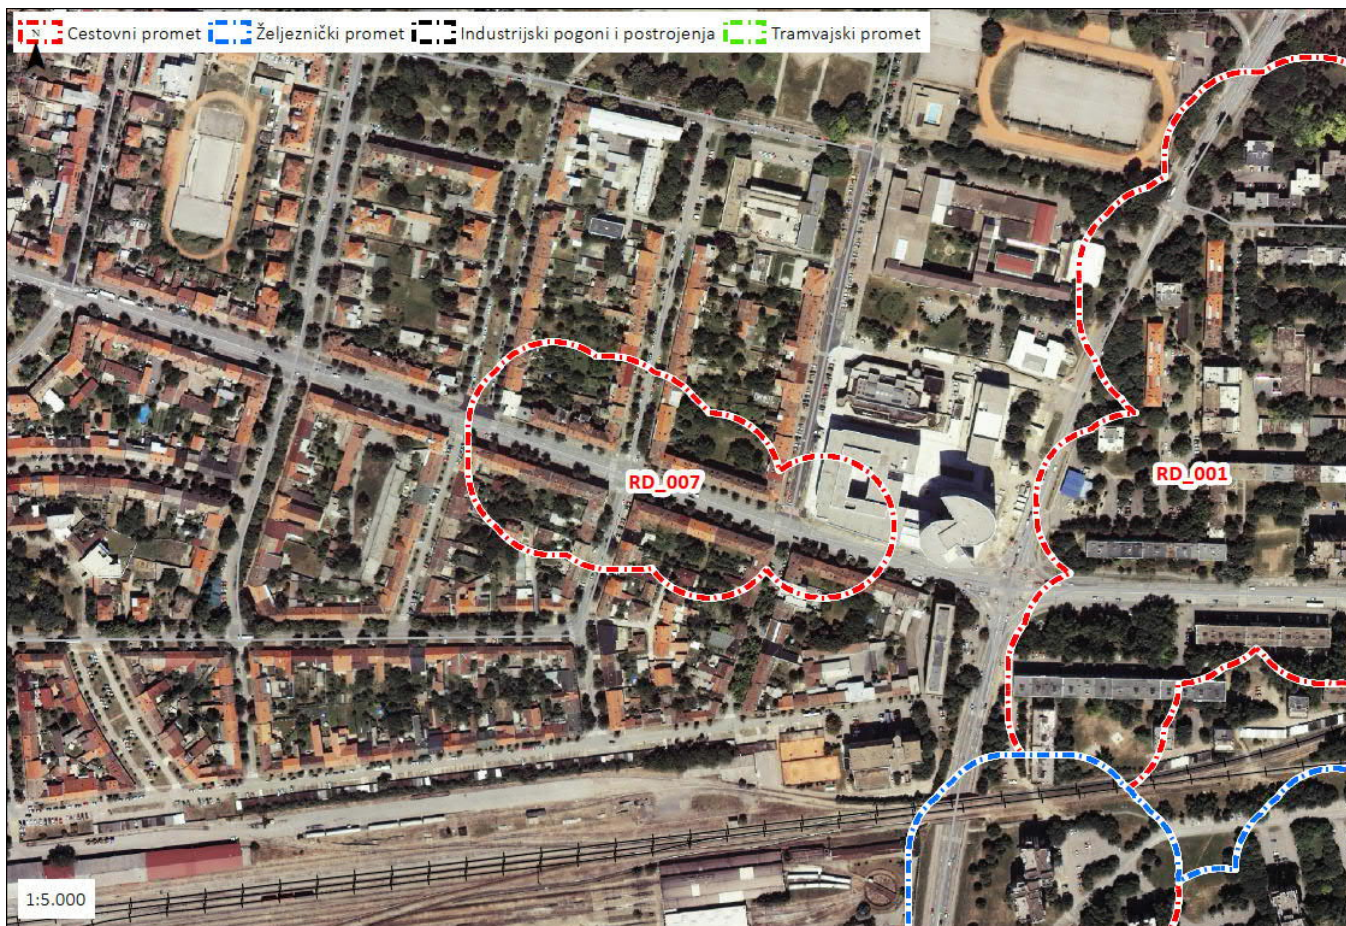 Cestovni promet Željeznički promet Industrijski pogoni i postrojenja Tramvajski promet
N
RD_007
RD_001
1:5.000